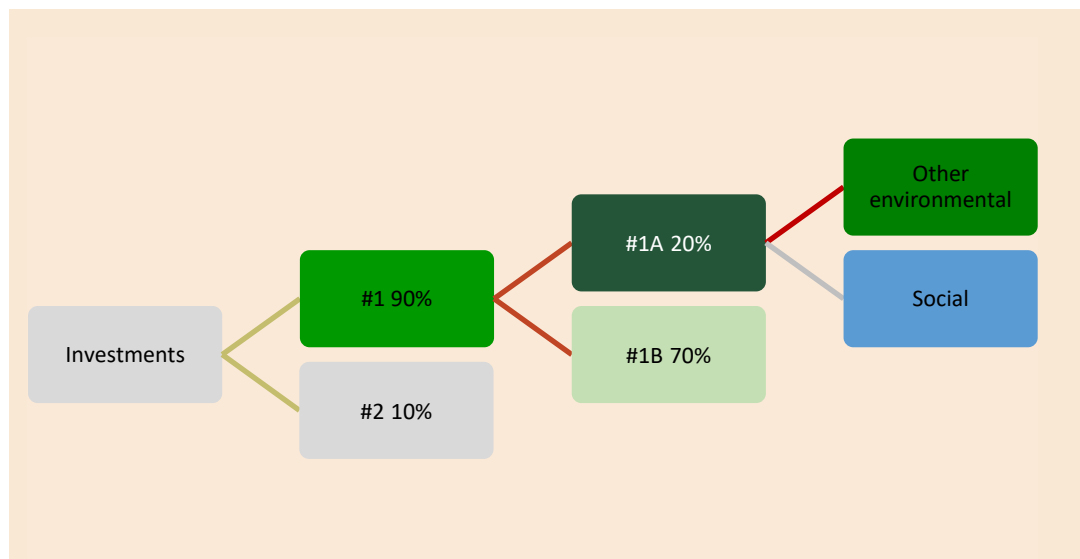 Investments
#1 90%
#2 10%
#1A 20%
#1B 70%
Other
environmental
Social